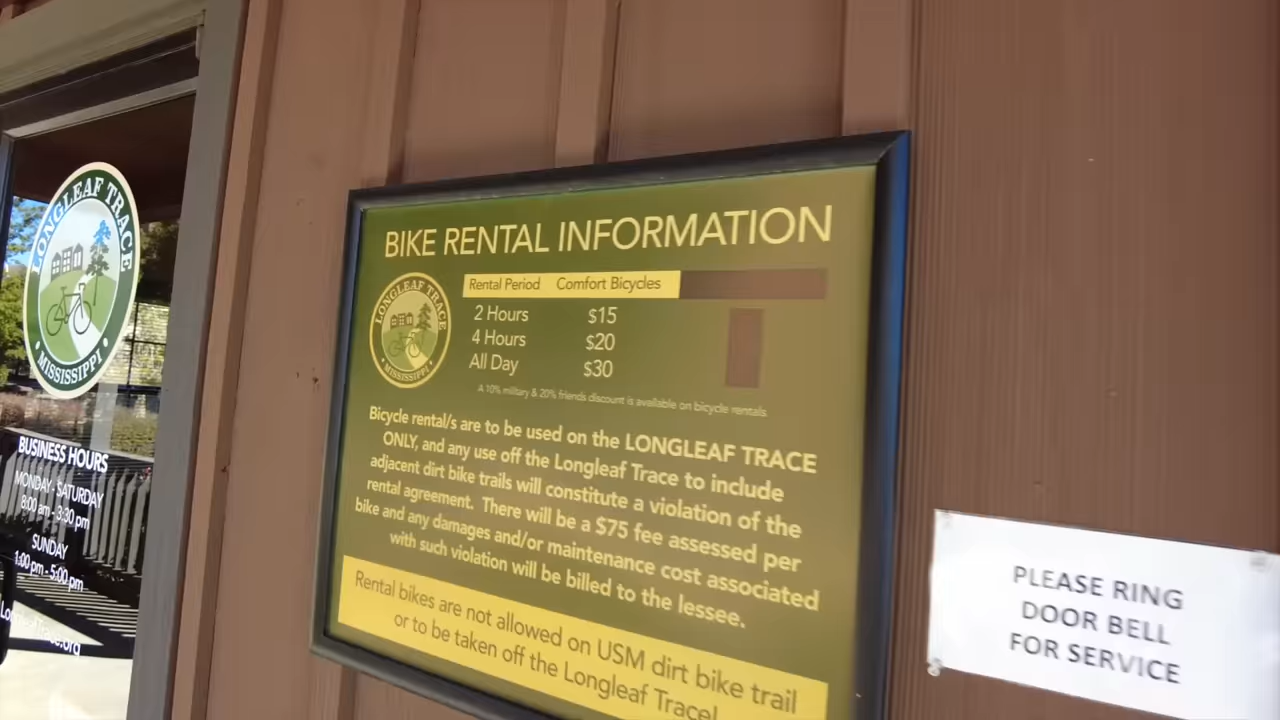 LONGLEAF TRACE
MISSISSIPPI
BUSINESS HOURS
MONDAY - SATURDAY
8:00 am - 3:30 pm
SUNDAY
1:00 pm - 5:00 pm
BIKE RENTAL INFORMATION
LONGLEAF TRACE
MISSISSIPPI
Rental Period Comfort Bicycles
2 Hours $15
4 Hours $20
All Day $30
A 10% military & 20% friends discount is available on bicycle rentals
Bicycle rental/s are to be used on the LONGLEAF TRACE
ONLY, and any use off the Longleaf Trace to include
adjacent dirt bike trails will constitute a violation of the
rental agreement. There will be a $75 fee assessed per
bike and any damages and/or maintenance cost associated
with such violation will be billed to the lessee.
Rental bikes are not allowed on USM dirt bike trail
or to be taken off the Longleaf Trace!
PLEASE RING
DOOR BELL
FOR SERVICE